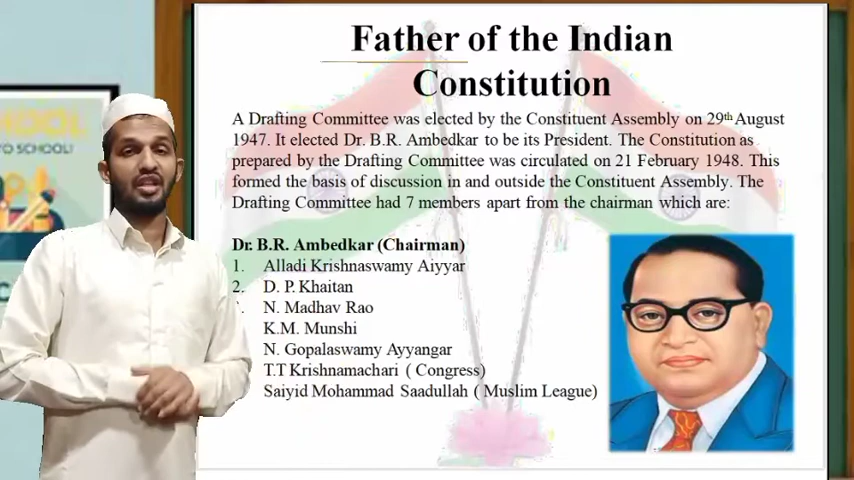 Father of the Indian
Constitution
A Drafting Committee was elected by the Constituent Assembly on 29th August
1947. It elected Dr. B.R. Ambedkar to be its President. The Constitution as
prepared by the Drafting Committee was circulated on 21 February 1948. This
formed the basis of discussion in and outside the Constituent Assembly. The
Drafting Committee had 7 members apart from the chairman which are:
Dr. B.R. Ambedkar (Chairman)
1. Alladi Krishnaswamy Aiyyar
2. D. P. Khaitan
N. Madhav Rao
K.M. Munshi
N. Gopalaswamy Ayyangar
T.T Krishnamachari ( Congress)
Saiyid Mohammad Saadullah ( Muslim League)
HOOL
TO SCHOOL!